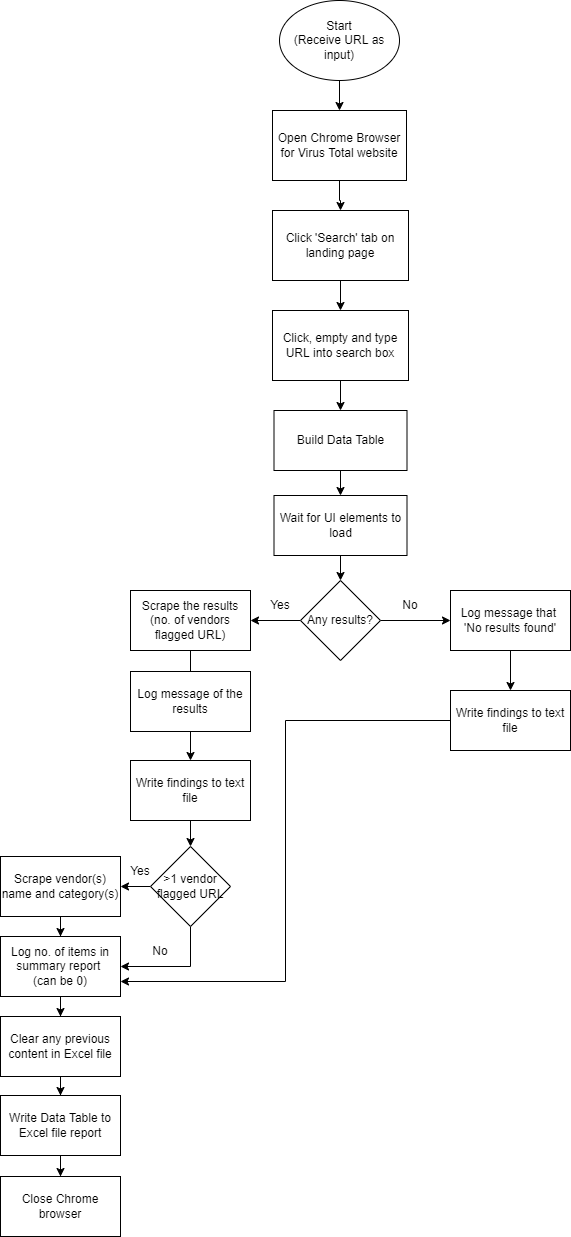 Start
(Receive URL as
input)
Open Chrome Browser
for Virus Total website
Click 'Search' tab on
landing page
Click, empty and type
URL into search box
Build Data Table
Wait for UI elements to
load
Any results?
Yes
No
Scrape the results
(no. of vendors
flagged URL)
Log message that
'No results found'
Log message of the
results
Write findings to text
file
Write findings to text
file
>1 vendor
flagged URL
Yes
No
Scrape vendor(s)
name and category(s)
Log no. of items in
summary report
(can be 0)
Clear any previous
content in Excel file
Write Data Table to
Excel file report
Close Chrome
browser